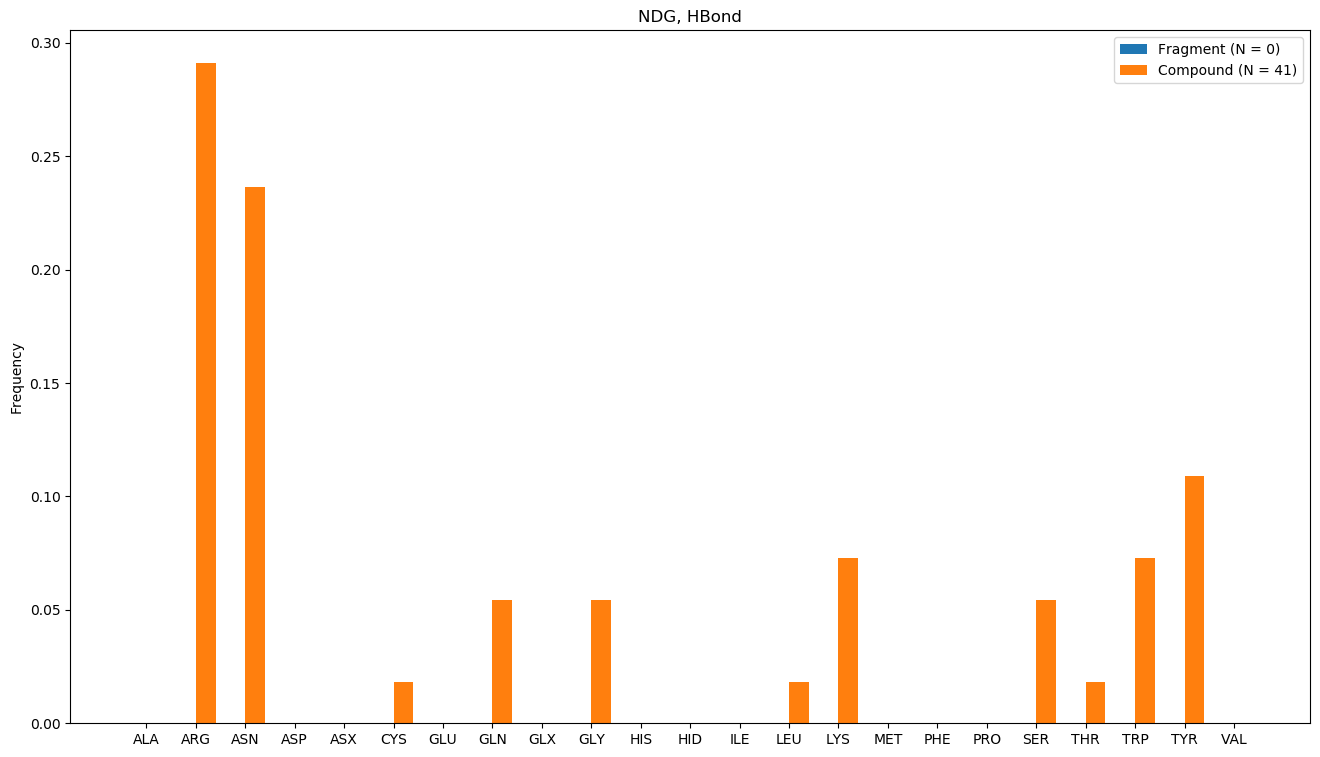 NDG, HBond
Fragment (N = 0)
Compound (N = 41)
0.30
0.25
0.20
0.15
0.10
0.05
0.00
Frequency
ALA ARG ASN ASP ASX CYS GLU GLN GLX GLY HIS HID ILE LEU LYS MET PHE PRO SER THR TRP TYR VAL